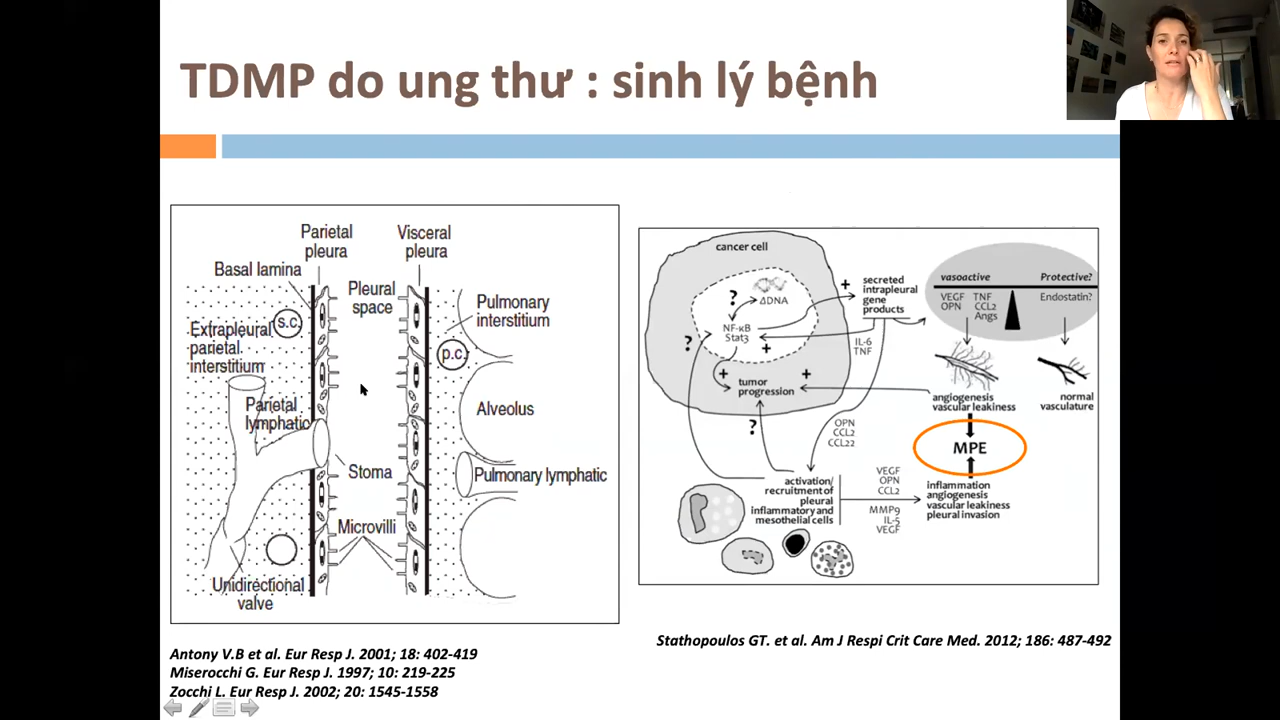 TDMP do ung thư : sinh lý bệnh
Parietal
pleura
Visceral
pleura
Basal lamina
Pleural
space
Pulmonary
interstitium
s.c.
Extrapleural
parietal
interstitium
p.c.
Parietal
lymphatic
Alveolus
Stoma
Pulmonary lymphatic
Microvilli
Unidirectional
valve
cancer cell
?
ΔDNA
NF-κB
Stat3
+
?
+
tumor
progression
+
?
+
secreted
intrapleural
gene
products
IL-6
TNF
vasoactive
Protective?
VEGF
OPN
TNF
CCL2
Angs
Endostatin?
angiogenesis
vascular leakiness
normal
vasculature
MPE
OPN
CCL2
CCL22
activation/
recruitment of
pleural
inflammatory and
mesothelial cells
VEGF
OPN
CCL2
MMP9
IL-5
VEGF
inflammation
angiogenesis
vascular leakiness
pleural invasion
Antony V.B et al. Eur Resp J. 2001; 18: 402-419
Miserocchi G. Eur Resp J. 1997; 10: 219-225
Zocchi L. Eur Resp J. 2002; 20: 1545-1558
Stathopoulos GT. et al. Am J Respi Crit Care Med. 2012; 186: 487-492